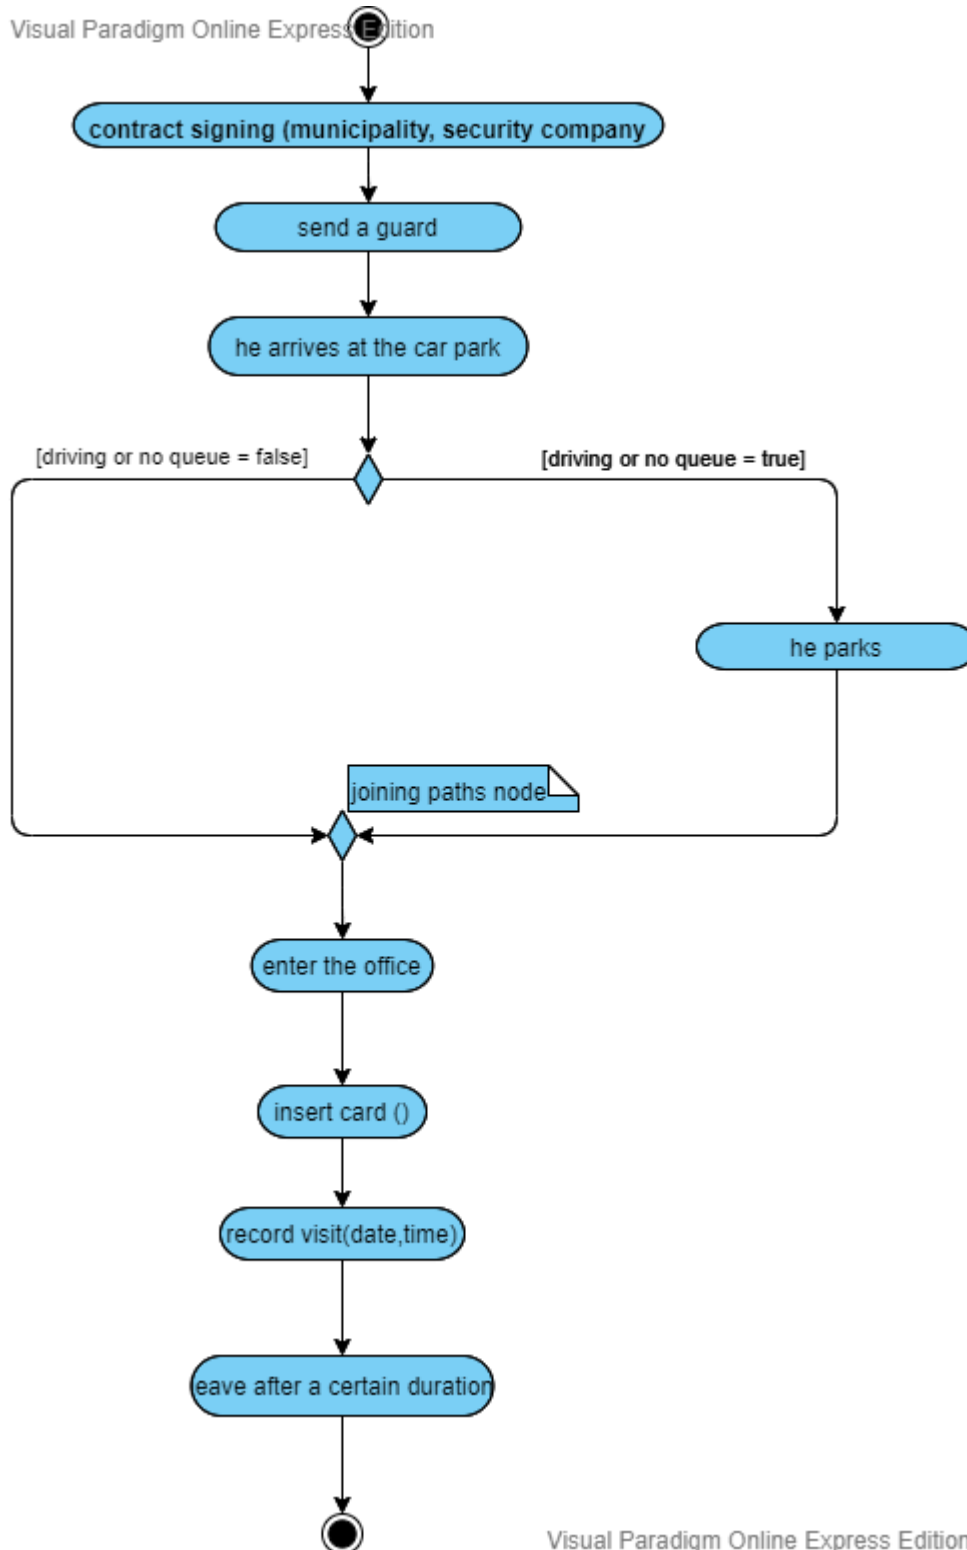 Visual Paradigm Online Express Edition
contract signing (municipality, security company
send a guard
he arrives at the car park
[driving or no queue = false]
[driving or no queue = true]
he parks
joining paths node
enter the office
insert card ()
record visit(date,time)
eave after a certain duration
Visual Paradigm Online Express Edition